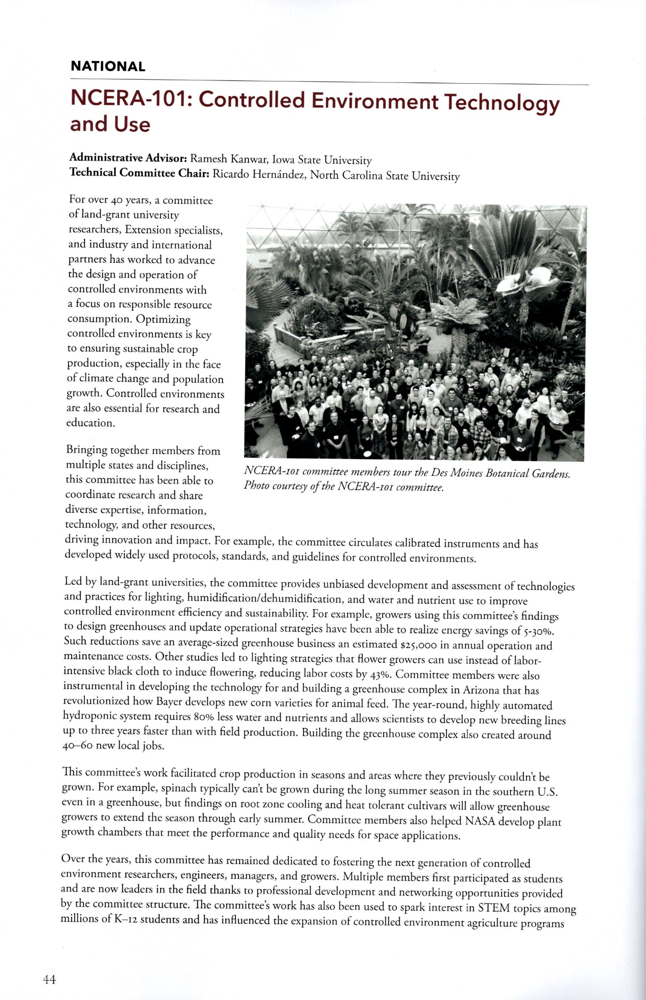 NATIONAL
NCERA-101: Controlled Environment Technology
and Use
Administrative Advisor: Ramesh Kanwar, Iowa State University
Technical Committee Chair: Ricardo Hernández, North Carolina State University
For over 40 years, a committee
of land-grant university
researchers, Extension specialists,
and industry and international
partners has worked to advance
the design and operation of
controlled environments with
a focus on responsible resource
consumption. Optimizing
controlled environments is key
to ensuring sustainable crop
production, especially in the face
of climate change and population
growth. Controlled environments
are also essential for research and
education.
Bringing together members from
multiple states and disciplines,
this committee has been able to
coordinate research and share
diverse expertise, information,
technology, and other resources,
driving innovation and impact. For example, the committee circulates calibrated instruments and has
developed widely used protocols, standards, and guidelines for controlled environments.
NCERA-101 committee members tour the Des Moines Botanical Gardens.
Photo courtesy of the NCERA-101 committee.
Led by land-grant universities, the committee provides unbiased development and assessment of technologies
and practices for lighting, humidification/dehumidification, and water and nutrient use to improve
controlled environment efficiency and sustainability. For example, growers using this committee's findings
to design greenhouses and update operational strategies have been able to realize energy savings of 5-30%.
Such reductions save an average-sized greenhouse business an estimated $25,000 in annual operation and
maintenance costs. Other studies led to lighting strategies that flower growers can use instead of labor-
intensive black cloth to induce flowering, reducing labor costs by 43%. Committee members were also
instrumental in developing the technology for and building a greenhouse complex in Arizona that has
revolutionized how Bayer develops new corn varieties for animal feed. The year-round, highly automated
hydroponic system requires 80% less water and nutrients and allows scientists to develop new breeding lines
up to three years faster than with field production. Building the greenhouse complex also created around
40–60 new local jobs.
This committee's work facilitated crop production in seasons and areas where they previously couldn't be
grown. For example, spinach typically can't be grown during the long summer season in the southern U.S.
even in a greenhouse, but findings on root zone cooling and heat tolerant cultivars will allow greenhouse
growers to extend the season through early summer. Committee members also helped NASA develop plant
growth chambers that meet the performance and quality needs for space applications.
Over the years, this committee has remained dedicated to fostering the next generation of controlled
environment researchers, engineers, managers, and growers. Multiple members first participated as students
and are now leaders in the field thanks to professional development and networking opportunities provided
by the committee structure. The committee's work has also been used to spark interest in STEM topics among
millions of K–12 students and has influenced the expansion of controlled environment agriculture programs
44